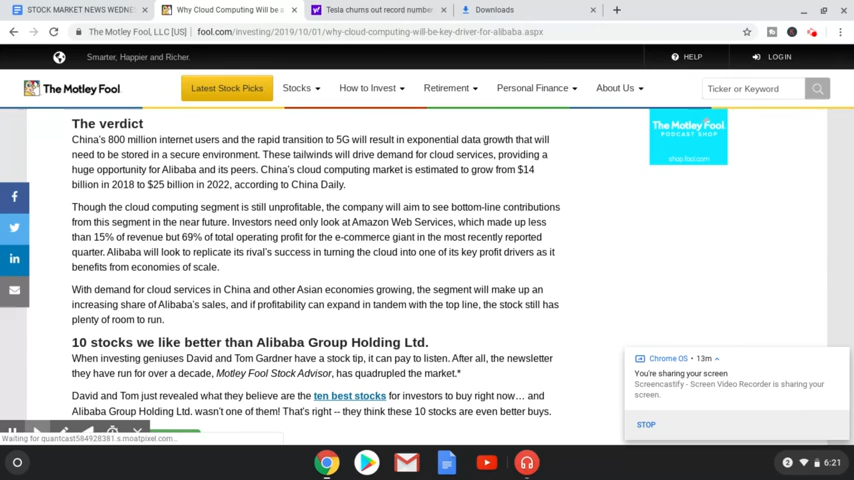 STOCK MARKET NEWS WEDNE
Why Cloud Computing Will be a
Tesla churns out record number
Downloads
The Motley Fool, LLC [US] | fool.com/investing/2019/10/01/why-cloud-computing-will-be-key-driver-for-alibaba.aspx
Smarter, Happier and Richer.
HELP
LOGIN
The Motley Fool.
Latest Stock Picks
Stocks
How to Invest
Retirement
Personal Finance
About Us
Ticker or Keyword
The verdict
China's 800 million internet users and the rapid transition to 5G will result in exponential data growth that will
need to be stored in a secure environment. These tailwinds will drive demand for cloud services, providing a
huge opportunity for Alibaba and its peers. China's cloud computing market is estimated to grow from $14
billion in 2018 to $25 billion in 2022, according to China Daily.
Though the cloud computing segment is still unprofitable, the company will aim to see bottom-line contributions
from this segment in the near future. Investors need only look at Amazon Web Services, which made up less
than 15% of revenue but 69% of total operating profit for the e-commerce giant in the most recently reported
quarter. Alibaba will look to replicate its rival's success in turning the cloud into one of its key profit drivers as it
benefits from economies of scale.
With demand for cloud services in China and other Asian economies growing, the segment will make up an
increasing share of Alibaba's sales, and if profitability can expand in tandem with the top line, the stock still has
plenty of room to run.
10 stocks we like better than Alibaba Group Holding Ltd.
When investing geniuses David and Tom Gardner have a stock tip, it can pay to listen. After all, the newsletter
they have run for over a decade, Motley Fool Stock Advisor, has quadrupled the market.*
David and Tom just revealed what they believe are the ten best stocks for investors to buy right now… and
Alibaba Group Holding Ltd. wasn't one of them! That's right -- they think these 10 stocks are even better buys.
The Motley Fool
PODCAST SHOP
shop.fool.com
Chrome OS • 13m
You're sharing your screen
Screencastify - Screen Video Recorder is sharing your
screen.
STOP
Waiting for quantcast584928381.s.moatpixel.com...
2
6:21